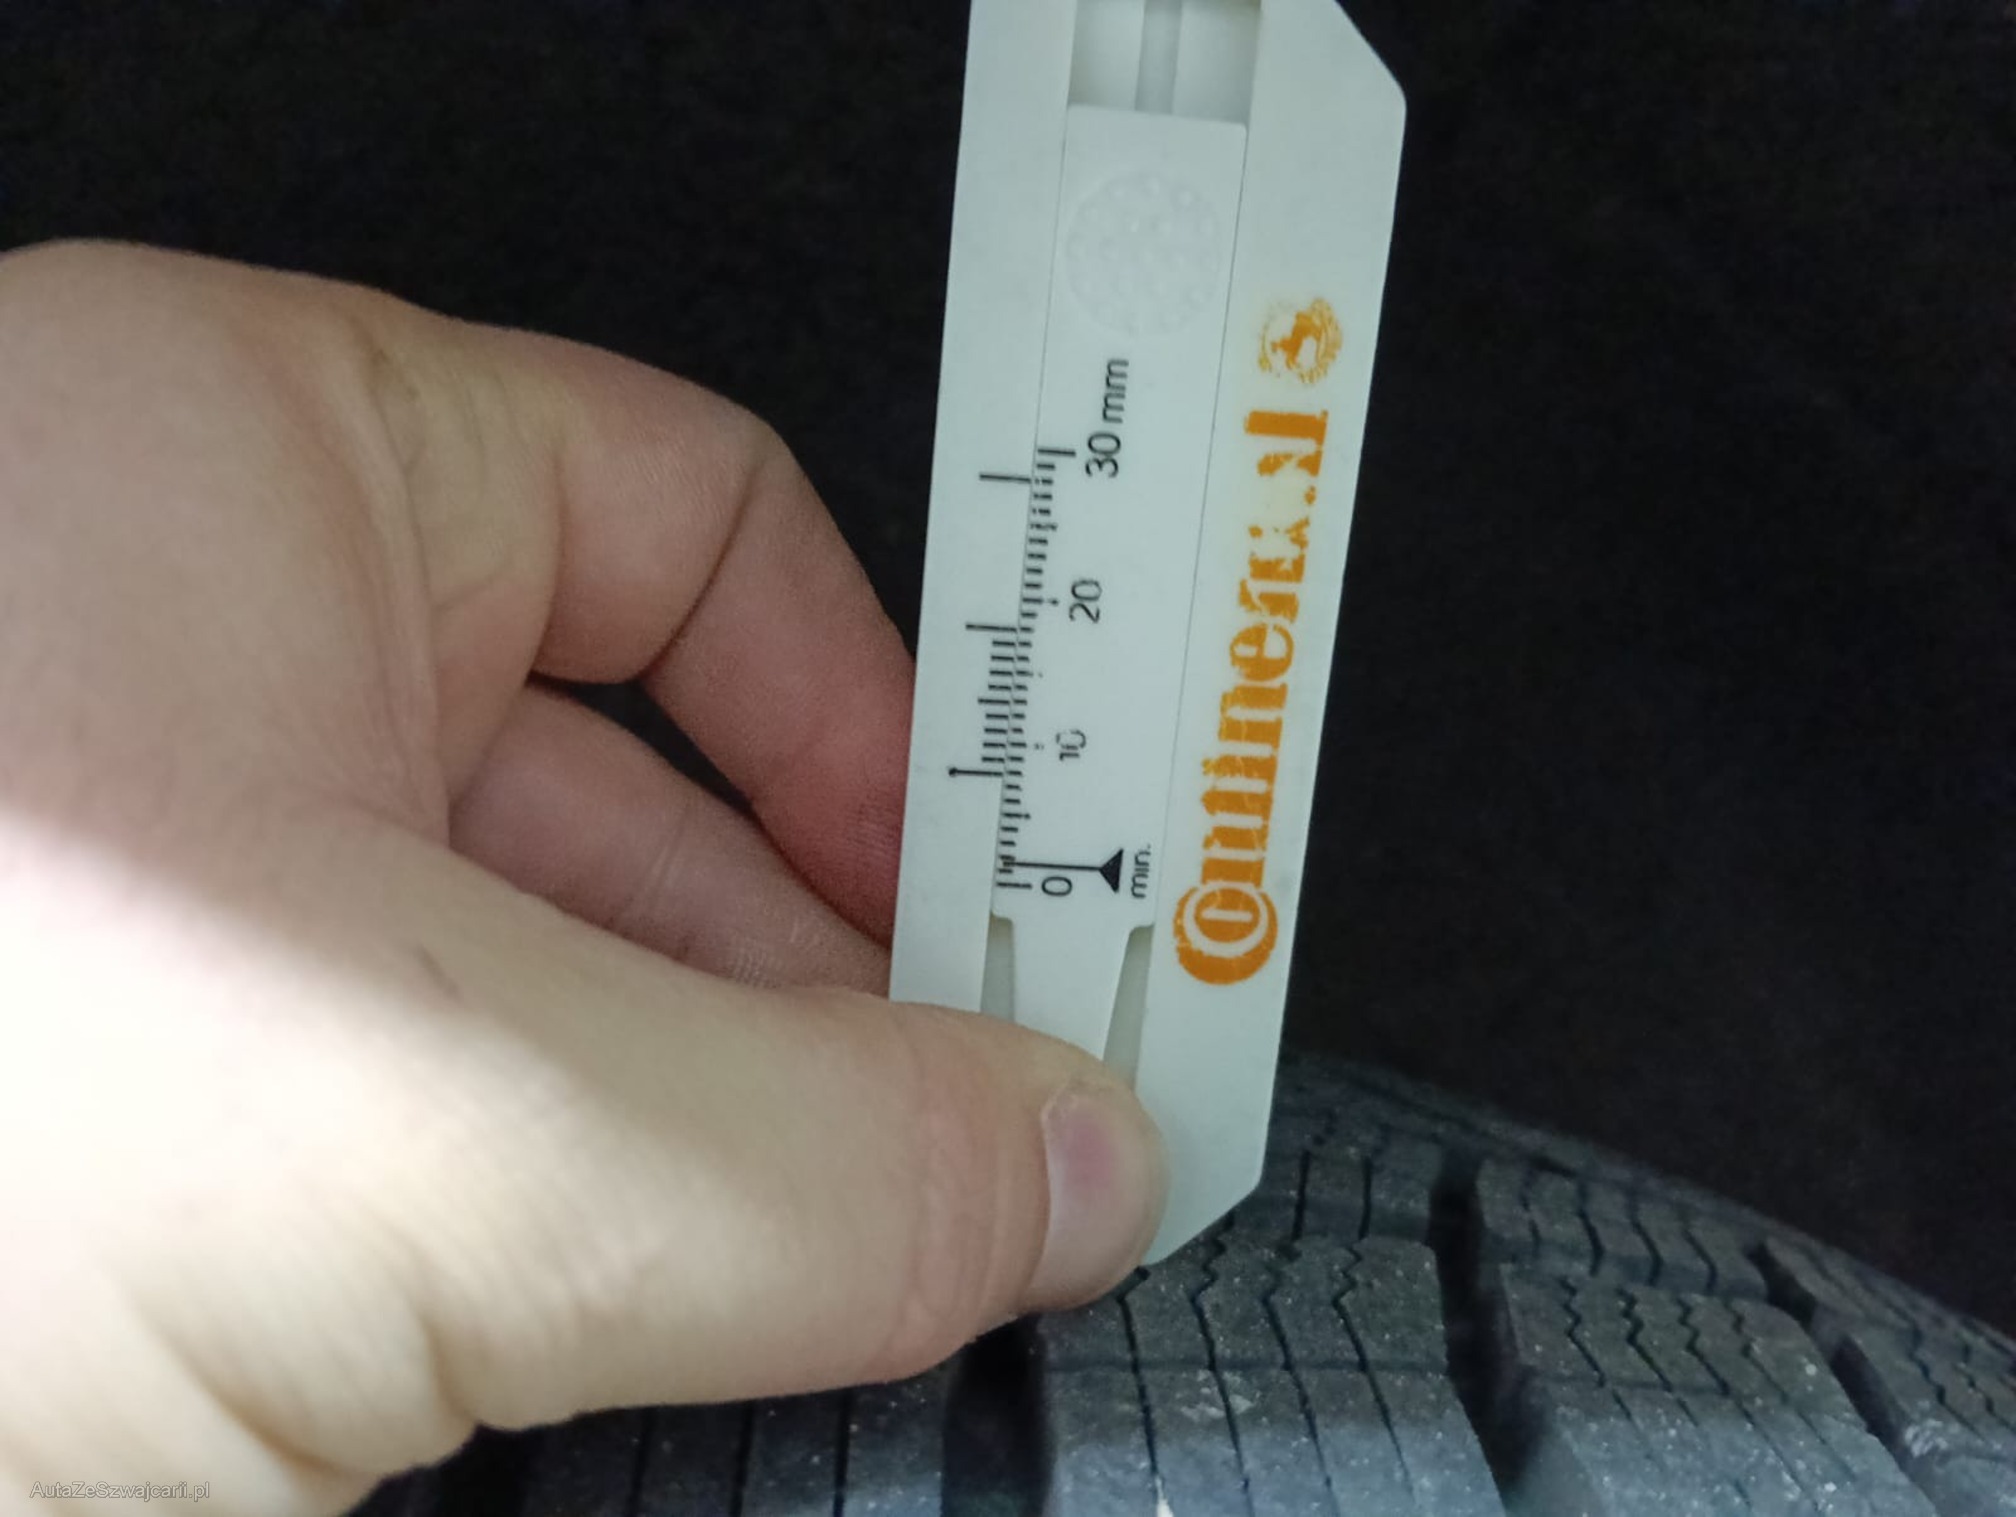 30 mm
20
10
0
min.
Continental
AutaZeSzwajcarii.pl